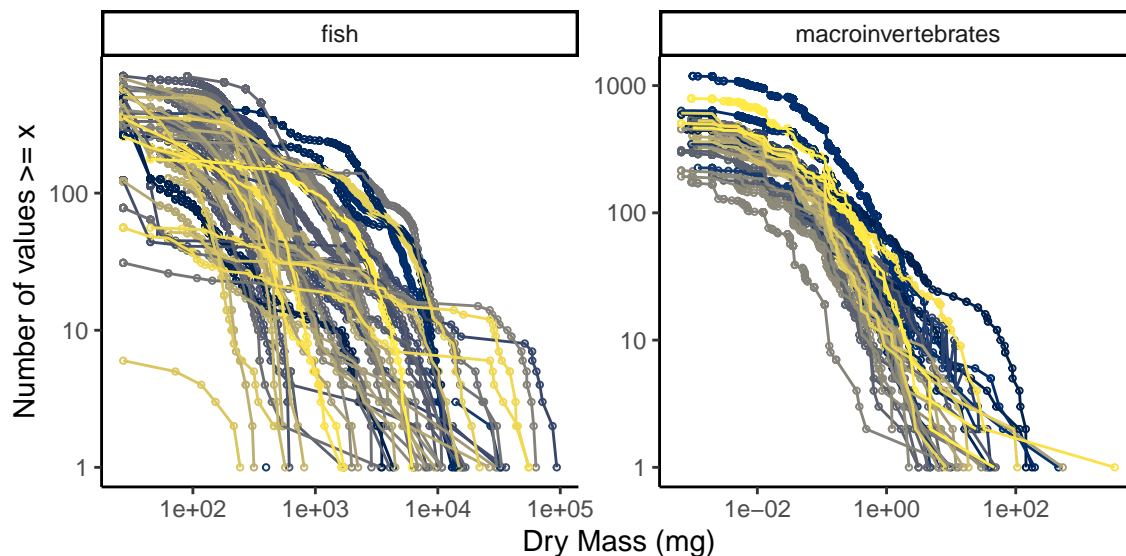 fish macroinvertebrates
Number of values >= x
100
10
1
1000
100
10
1
1e+02 1e+03 1e+04 1e+05
1e−02 1e+00 1e+02
Dry Mass (mg)